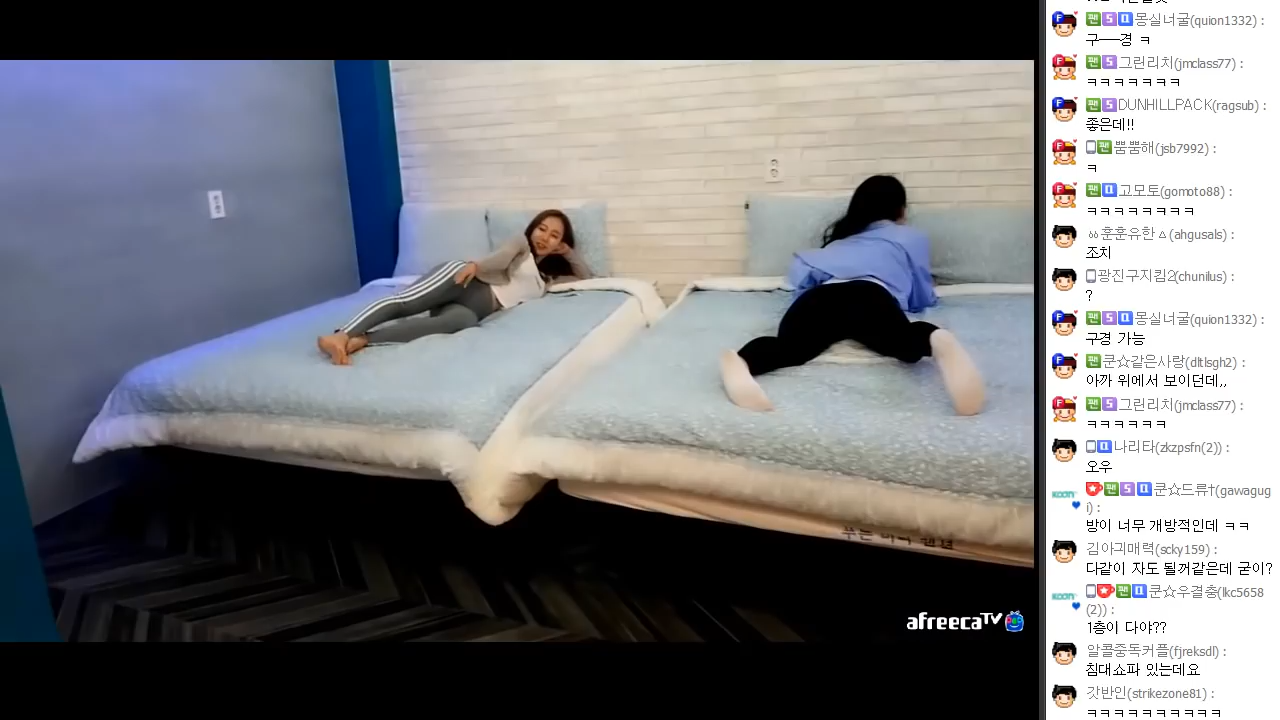 몽실너굴(quion1332) :
구──경 ㅋ
그린리치(jmclass77) :
ㅋㅋㅋㅋㅋㅋㅋ
DUNHILLPACK(ragsub) :
좋은데!!
뿜뿜해(jsb7992) :
ㅋ
고모토(gomoto88) :
ㅋㅋㅋㅋㅋㅋㅋㅋ
ㆀ훈훈유한ㅿ(ahgusals) :
조치
광진구지킴2(chunilus) :
?
몽실너굴(quion1332) :
구경 가능
쿤☆같은사랑(dltlsgh2) :
아까 위에서 보이던데,,
그린리치(jmclass77) :
ㅋㅋㅋㅋㅋㅋ
나리타(zkzpsfn(2)) :
오우
쿤☆드류†(gawagug
i) :
방이 너무 개방적인데 ㅋㅋ
김아괴매력(scky159) :
다같이 자도 될꺼같은데 굳이?
쿤☆우결충(lkc5658
(2)) :
1층이 다야??
알콜중독커플(fjreksdl) :
침대쇼파 있는데요
갓반인(strikezone81) :
ㅋㅋㅋㅋㅋㅋㅋㅋㅋㅋ
afreecaTV